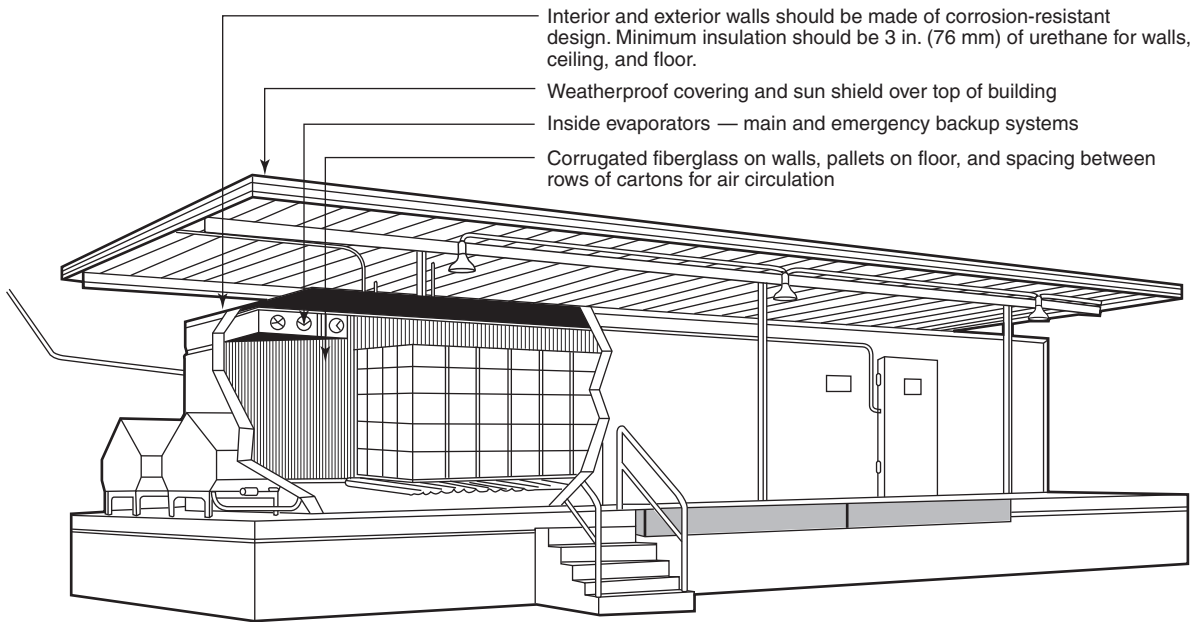 Interior and exterior walls should be made of corrosion-resistant
design. Minimum insulation should be 3 in. (76 mm) of urethane for walls,
ceiling, and floor.
Weatherproof covering and sun shield over top of building
Inside evaporators — main and emergency backup systems
Corrugated fiberglass on walls, pallets on floor, and spacing between
rows of cartons for air circulation